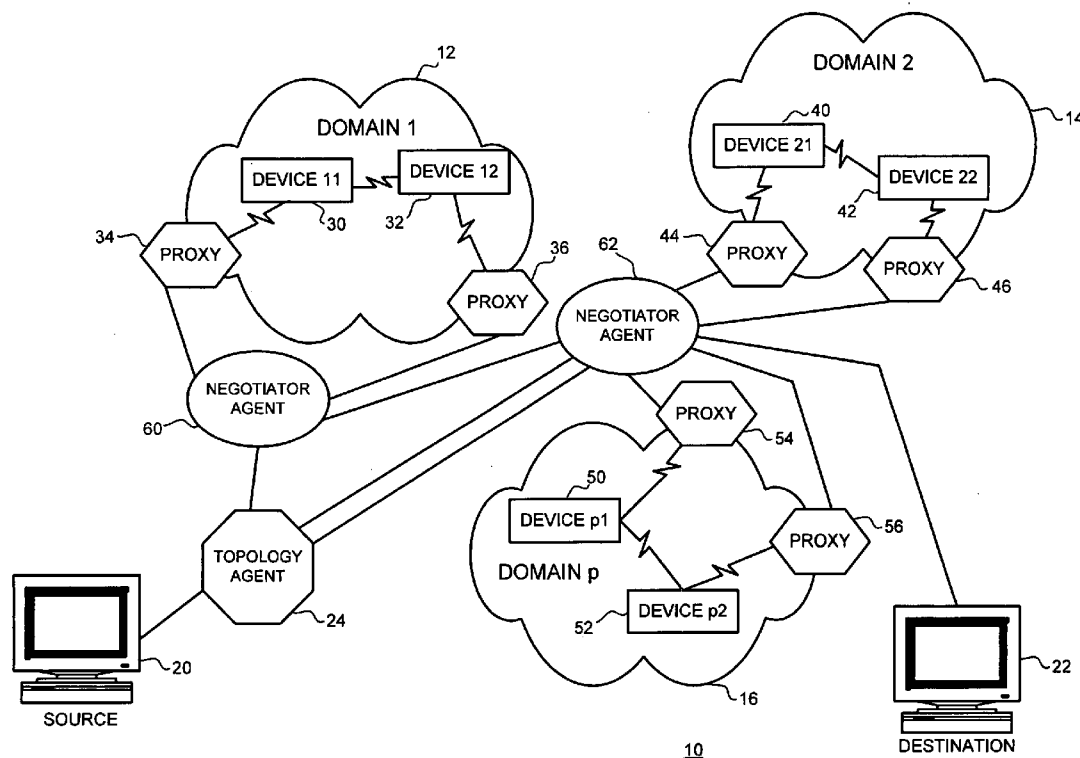 12
DOMAIN 1
DEVICE 11
30
DEVICE 12
32
34
PROXY
36
PROXY
DOMAIN 2
14
40
DEVICE 21
42
DEVICE 22
44
PROXY
PROXY
46
62
NEGOTIATOR
AGENT
NEGOTIATOR
AGENT
60
PROXY
54
50
DEVICE p1
DOMAIN p
PROXY
56
52
DEVICE p2
16
TOPOLOGY
AGENT
24
20
SOURCE
22
DESTINATION
10